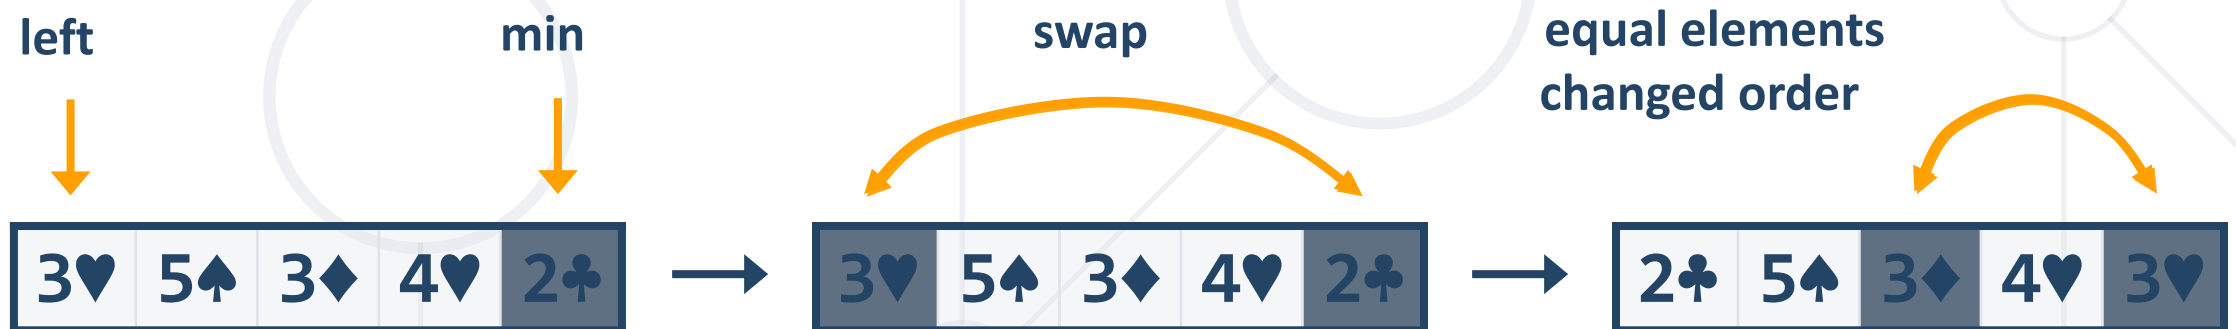 left
min
swap
equal elements
changed order
3♥ 5♠ 3♦ 4♥ 2♣
3♥ 5♠ 3♦ 4♥ 2♣
2♣ 5♠ 3♦ 4♥ 3♥